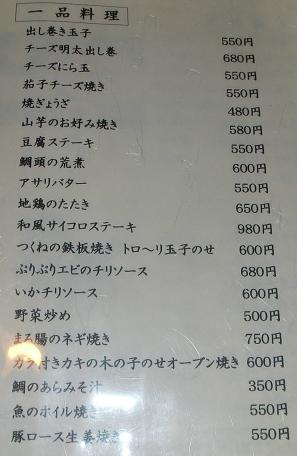 一品料理
出し巻き玉子 550円
チーズ明太出し巻 680円
チーズにら玉 550円
茄子チーズ焼き 550円
焼ぎょうざ 480円
山芋のお好み焼き 580円
豆腐ステーキ 550円
鯛頭の荒煮 600円
アサリバター 550円
地鶏のたたき 650円
和風サイコロステーキ 980円
つくねの鉄板焼き トロ〜リ玉子のせ 600円
ぷりぷりエビのチリソース 680円
いかチリソース 600円
野菜炒め 500円
まる腸のネギ焼き 750円
カラ付きカキの木の子のせオーブン焼き 600円
鯛のあらみそ汁 350円
魚のホイル焼き 550円
豚ロース生姜焼き 550円